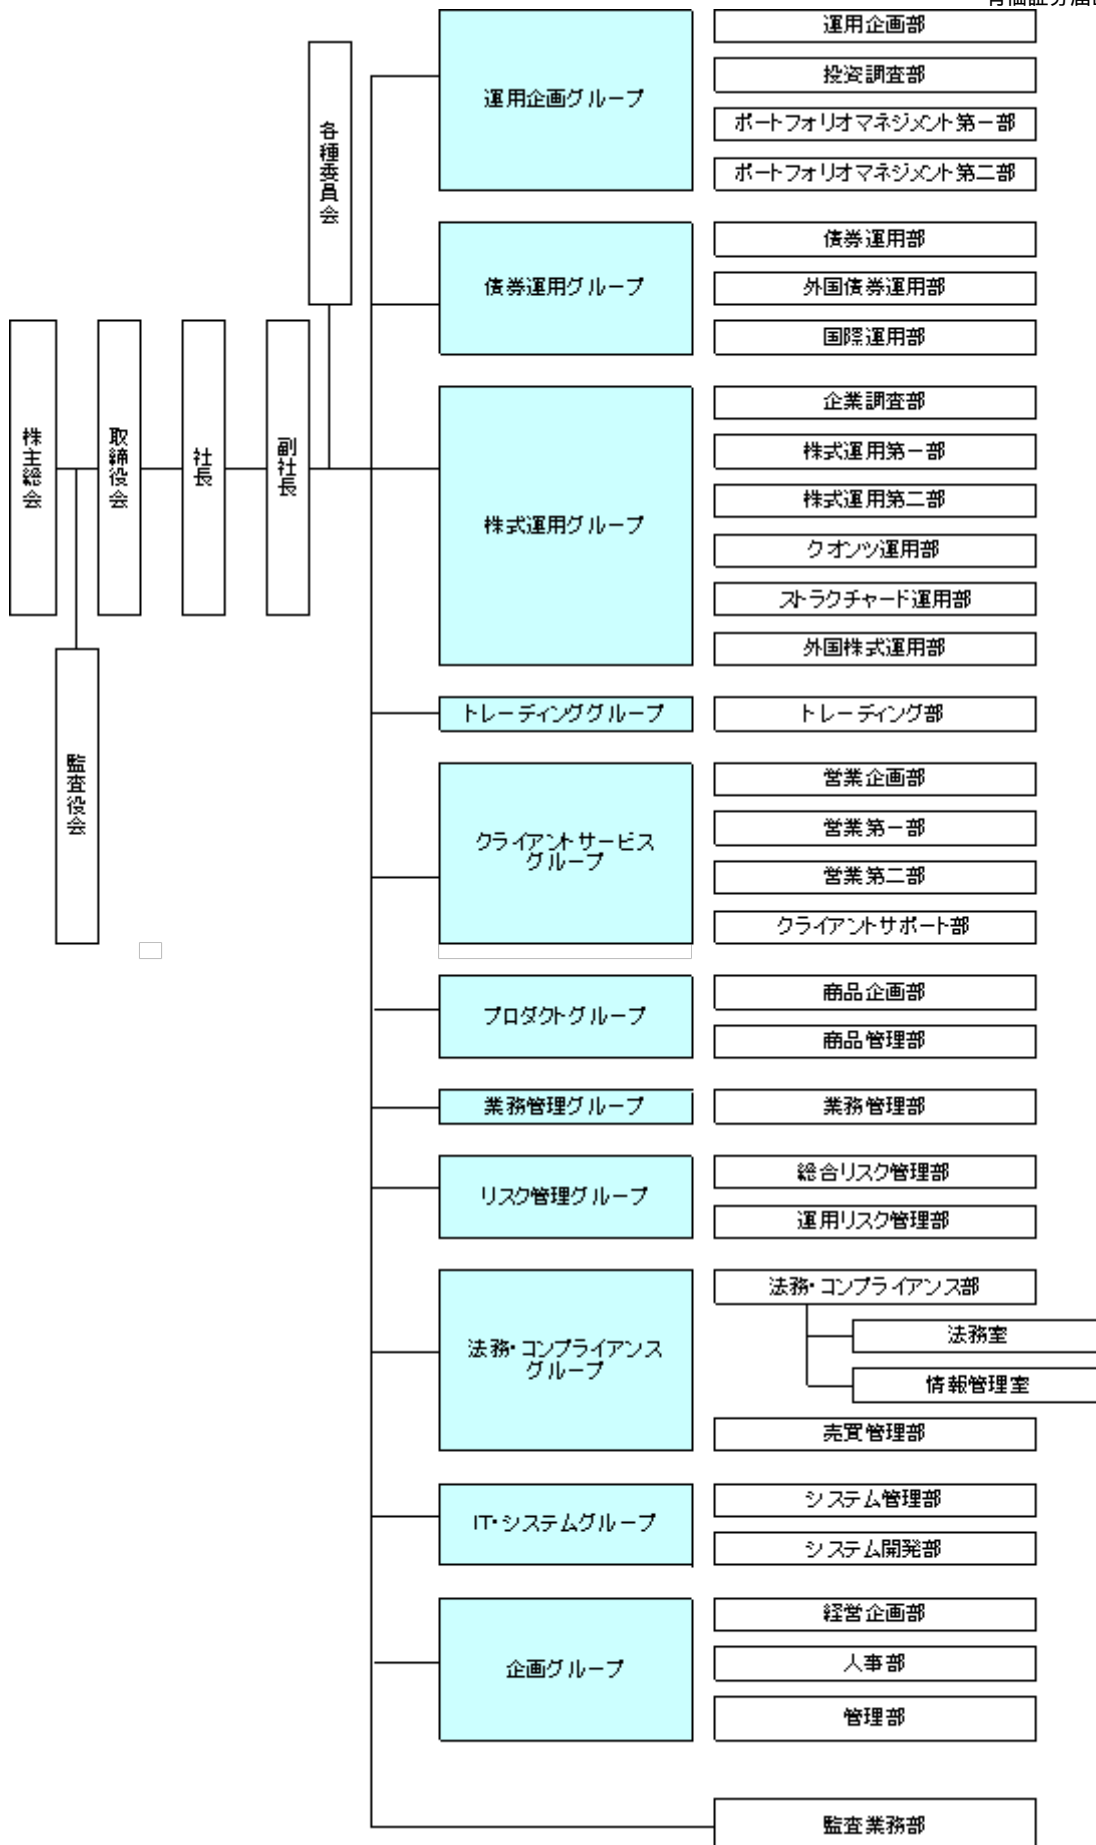 株主総会
監査役会
取締役会
社長
副社長
各種委員会
運用企画グループ
運用企画部
投資調査部
ポートフォリオマネジメント第一部
ポートフォリオマネジメント第二部
債券運用グループ
債券運用部
外国債券運用部
国際運用部
株式運用グループ
企業調査部
株式運用第一部
株式運用第二部
クオンツ運用部
ストラクチャード運用部
外国株式運用部
トレーディンググループ
トレーディング部
クライアントサービス
グループ
営業企画部
営業第一部
営業第二部
クライアントサポート部
プロダクトグループ
商品企画部
商品管理部
業務管理グループ
業務管理部
リスク管理グループ
総合リスク管理部
運用リスク管理部
法務・コンプライアンス
グループ
法務・コンプライアンス部
法務室
情報管理室
売買管理部
IT・システムグループ
システム管理部
システム開発部
企画グループ
経営企画部
人事部
管理部
監査業務部